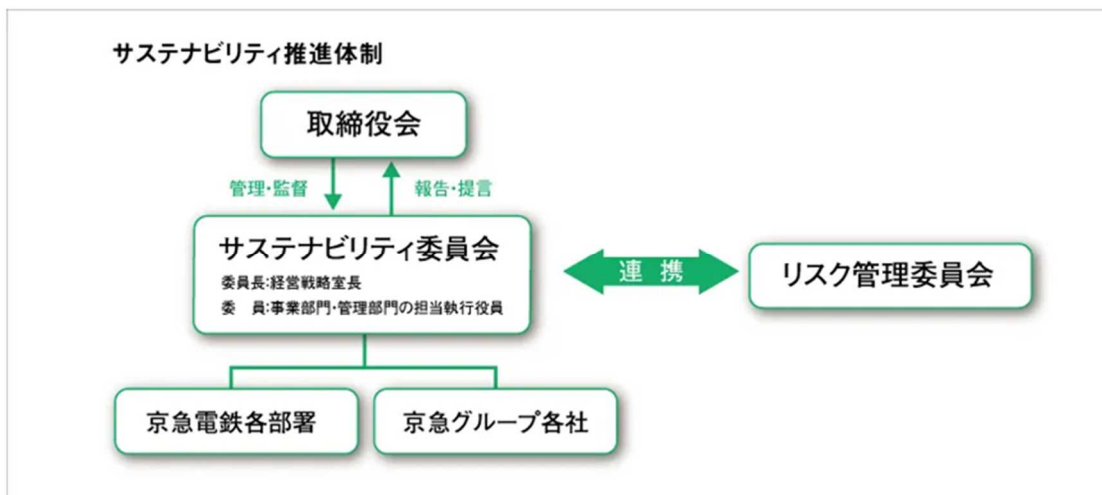 サステナビリティ推進体制
取締役会
管理・監督
報告・提言
サステナビリティ委員会
委員長:経営戦略室長
委　員:事業部門・管理部門の担当執行役員
連　携
リスク管理委員会
京急電鉄各部署
京急グループ各社